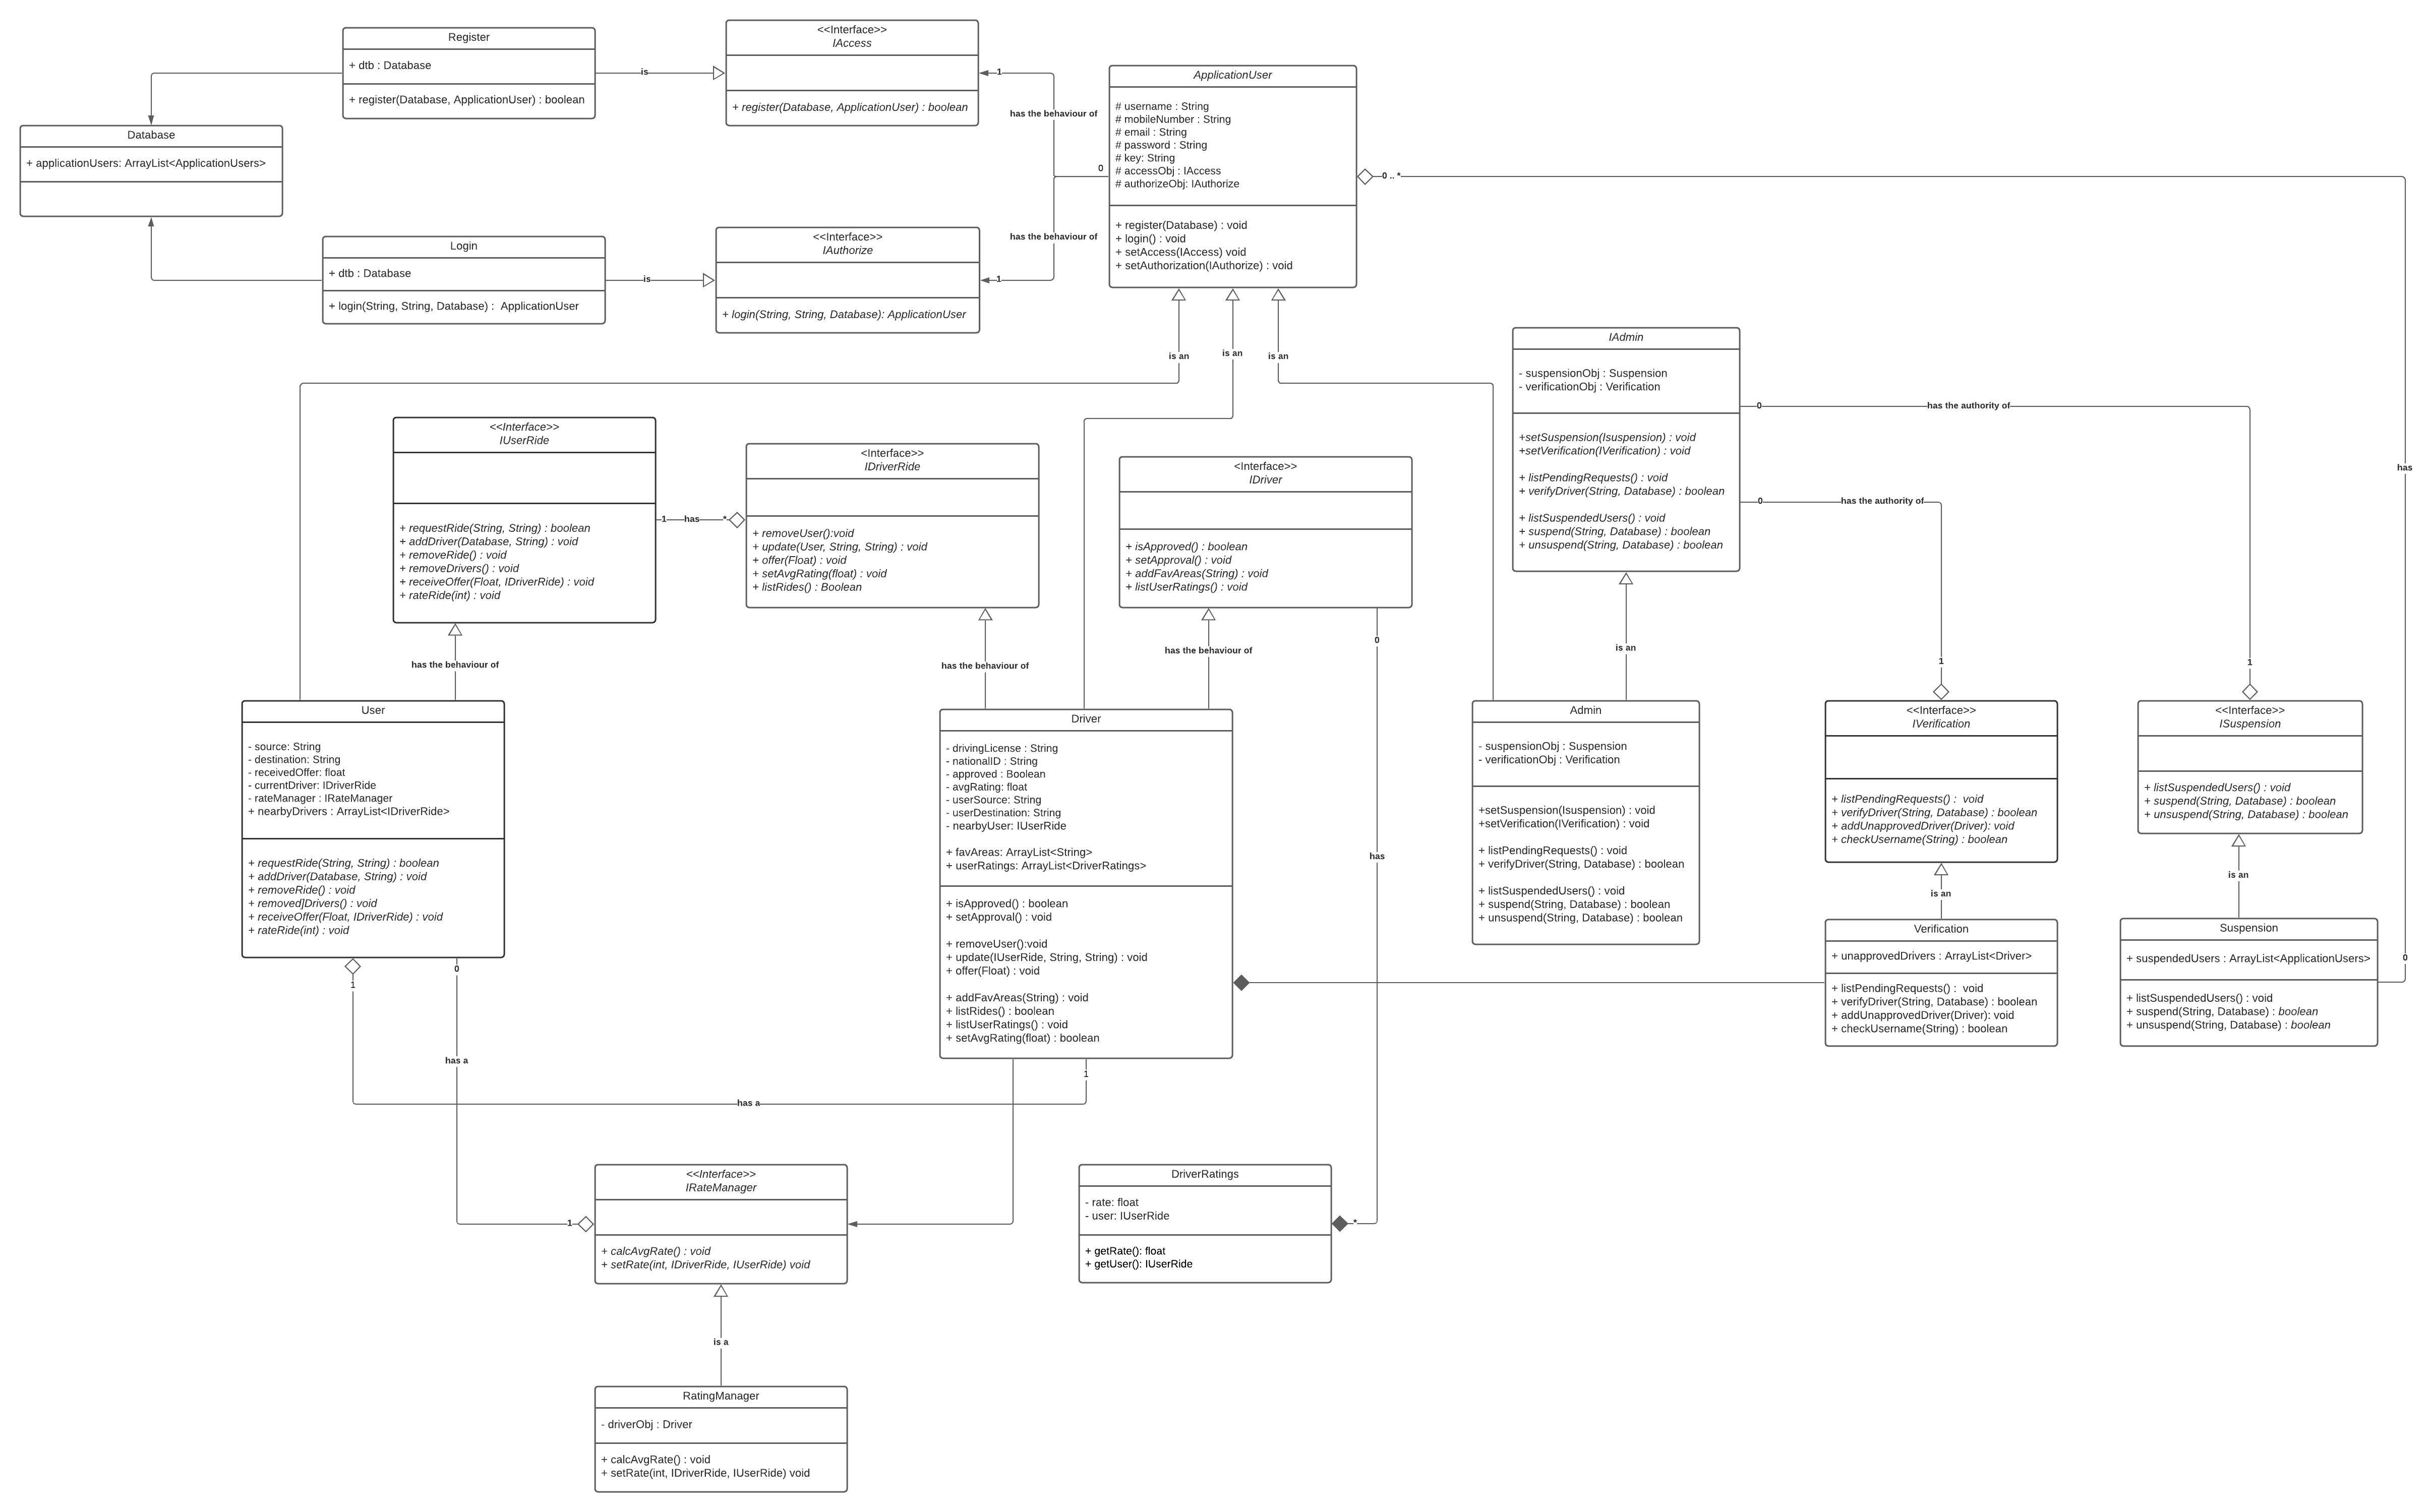 Register
+ dtb : Database
+ register(Database, ApplicationUser) : boolean
is
<<Interface>>
IAccess
+ register(Database, ApplicationUser) : boolean
1
has the behaviour of
0
has the behaviour of
1
Database
+ applicationUsers: ArrayList<ApplicationUsers>
Login
+ dtb : Database
+ login(String, String, Database) :  ApplicationUser
is
<<Interface>>
IAuthorize
+ login(String, String, Database): ApplicationUser
ApplicationUser
# username : String
# mobileNumber : String
# email : String
# password : String
# key: String
# accessObj : IAccess
# authorizeObj: IAuthorize
+ register(Database) : void
+ login() : void
+ setAccess(IAccess) void
+ setAuthorization(IAuthorize) : void
0 .. *
has
0
is an
is an
is an
IAdmin
- suspensionObj : Suspension
- verificationObj : Verification
+setSuspension(Isuspension) : void
+setVerification(IVerification) : void
+ listPendingRequests() : void
+ verifyDriver(String, Database) : boolean
+ listSuspendedUsers() : void
+ suspend(String, Database) : boolean
+ unsuspend(String, Database) : boolean
0
has the authority of
1
0
has the authority of
1
is an
<<Interface>>
IUserRide
+ requestRide(String, String) : boolean
+ addDriver(Database, String) : void
+ removeRide() : void
+ removeDrivers() : void
+ receiveOffer(Float, IDriverRide) : void
+ rateRide(int) : void
1
has
*
<Interface>>
IDriverRide
+ removeUser():void
+ update(User, String, String) : void
+ offer(Float) : void
+ setAvgRating(float) : void
+ listRides() : Boolean
<Interface>>
IDriver
+ isApproved() : boolean
+ setApproval() : void
+ addFavAreas(String) : void
+ listUserRatings() : void
0
has
*
has the behaviour of
has the behaviour of
has the behaviour of
User
- source: String
- destination: String
- receivedOffer: float
- currentDriver: IDriverRide
- rateManager : IRateManager
+ nearbyDrivers : ArrayList<IDriverRide>
+ requestRide(String, String) : boolean
+ addDriver(Database, String) : void
+ removeRide() : void
+ removed]Drivers() : void
+ receiveOffer(Float, IDriverRide) : void
+ rateRide(int) : void
Driver
- drivingLicense : String
- nationalID : String
- approved : Boolean
- avgRating: float
- userSource: String
- userDestination: String
- nearbyUser: IUserRide
+ favAreas: ArrayList<String>
+ userRatings: ArrayList<DriverRatings>
+ isApproved() : boolean
+ setApproval() : void
+ removeUser():void
+ update(IUserRide, String, String) : void
+ offer(Float) : void
+ addFavAreas(String) : void
+ listRides() : boolean
+ listUserRatings() : void
+ setAvgRating(float) : boolean
Admin
- suspensionObj : Suspension
- verificationObj : Verification
+setSuspension(Isuspension) : void
+setVerification(IVerification) : void
+ listPendingRequests() : void
+ verifyDriver(String, Database) : boolean
+ listSuspendedUsers() : void
+ suspend(String, Database) : boolean
+ unsuspend(String, Database) : boolean
<<Interface>>
IVerification
+ listPendingRequests() :  void
+ verifyDriver(String, Database) : boolean
+ addUnapprovedDriver(Driver): void
+ checkUsername(String) : boolean
is an
Verification
+ unapprovedDrivers : ArrayList<Driver>
+ listPendingRequests() :  void
+ verifyDriver(String, Database) : boolean
+ addUnapprovedDriver(Driver): void
+ checkUsername(String) : boolean
<<Interface>>
ISuspension
+ listSuspendedUsers() : void
+ suspend(String, Database) : boolean
+ unsuspend(String, Database) : boolean
is an
Suspension
+ suspendedUsers : ArrayList<ApplicationUsers>
+ listSuspendedUsers() : void
+ suspend(String, Database) : boolean
+ unsuspend(String, Database) : boolean
1
0
has a
1
has a
1
<<Interface>>
IRateManager
+ calcAvgRate() : void
+ setRate(int, IDriverRide, IUserRide) void
DriverRatings
- rate: float
- user: IUserRide
+ getRate(): float
+ getUser(): IUserRide
is a
RatingManager
- driverObj : Driver
+ calcAvgRate() : void
+ setRate(int, IDriverRide, IUserRide) void